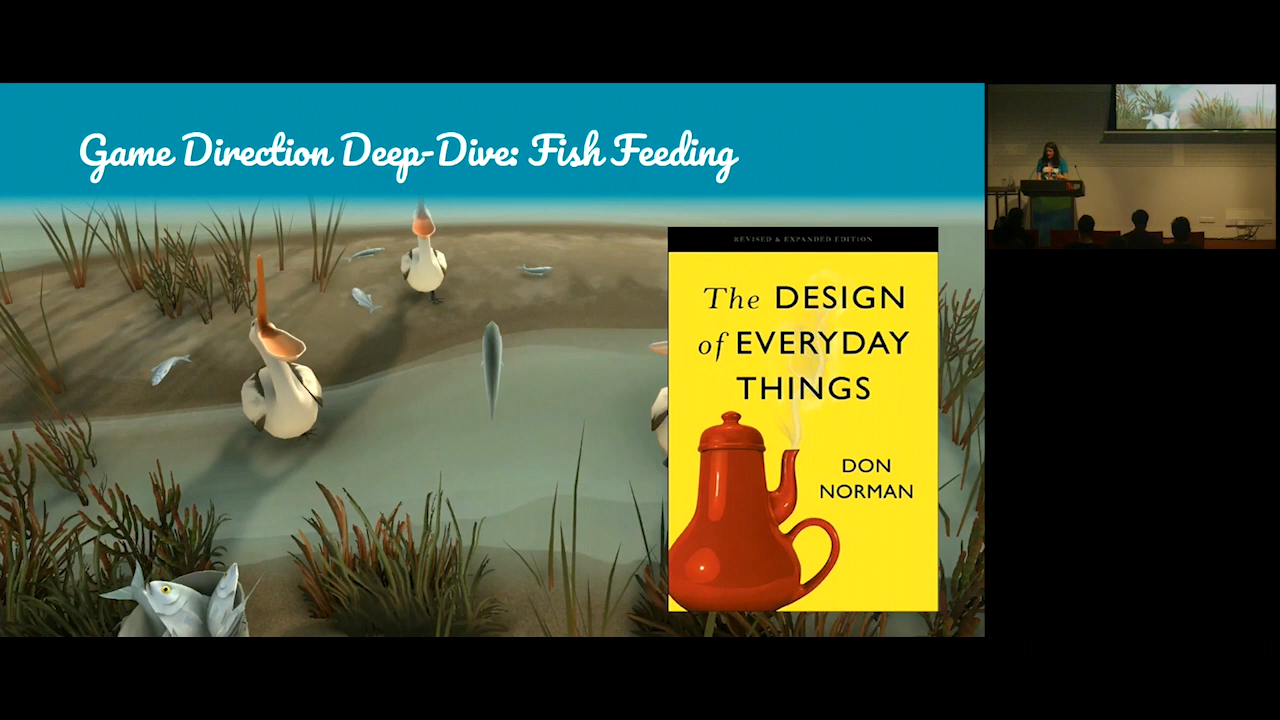 Game Direction Deep-Dive: Fish Feeding
REVISED & EXPANDED EDITION
The DESIGN
of EVERYDAY
THINGS
DON
NORMAN